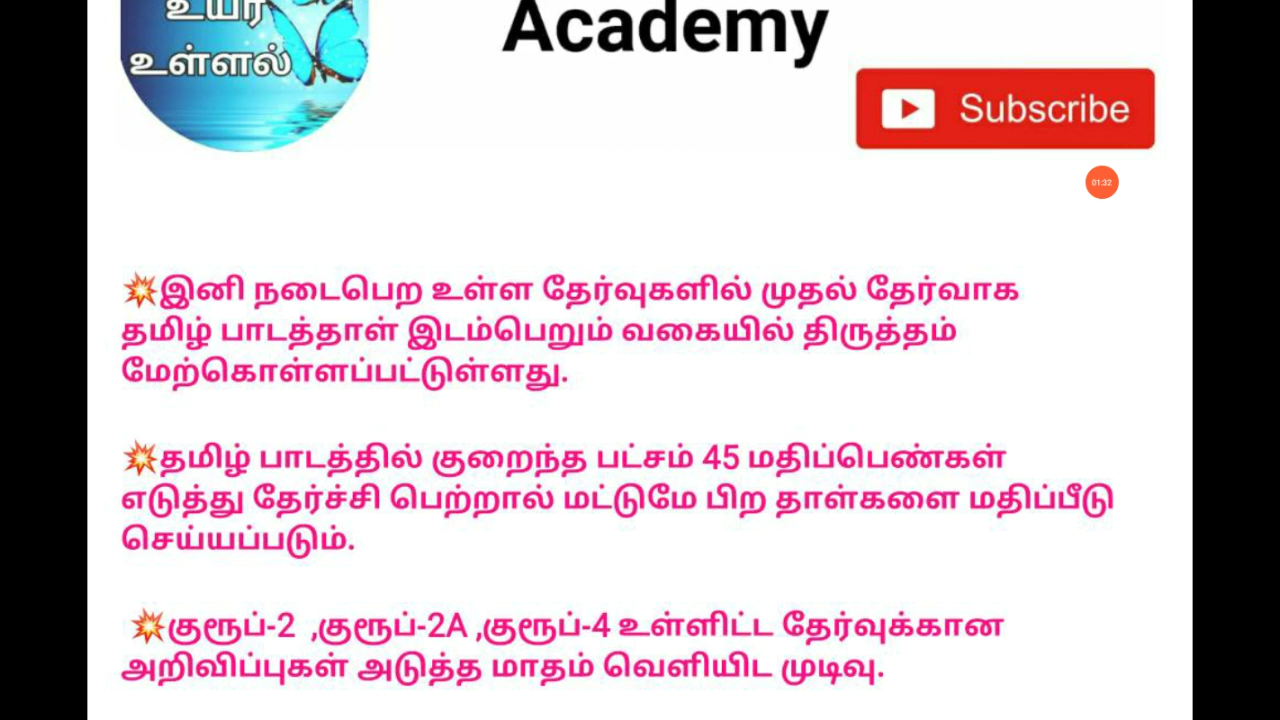 உயர்
உள்ளல்
Academy
Subscribe
01:32
💥இனி நடைபெற உள்ள தேர்வுகளில் முதல் தேர்வாக
தமிழ் பாடத்தாள் இடம்பெறும் வகையில் திருத்தம்
மேற்கொள்ளப்பட்டுள்ளது.
💥தமிழ் பாடத்தில் குறைந்த பட்சம் 45 மதிப்பெண்கள்
எடுத்து தேர்ச்சி பெற்றால் மட்டுமே பிற தாள்களை மதிப்பீடு
செய்யப்படும்.
💥குரூப்-2 ,குரூப்-2A ,குரூப்-4 உள்ளிட்ட தேர்வுக்கான
அறிவிப்புகள் அடுத்த மாதம் வெளியிட முடிவு.